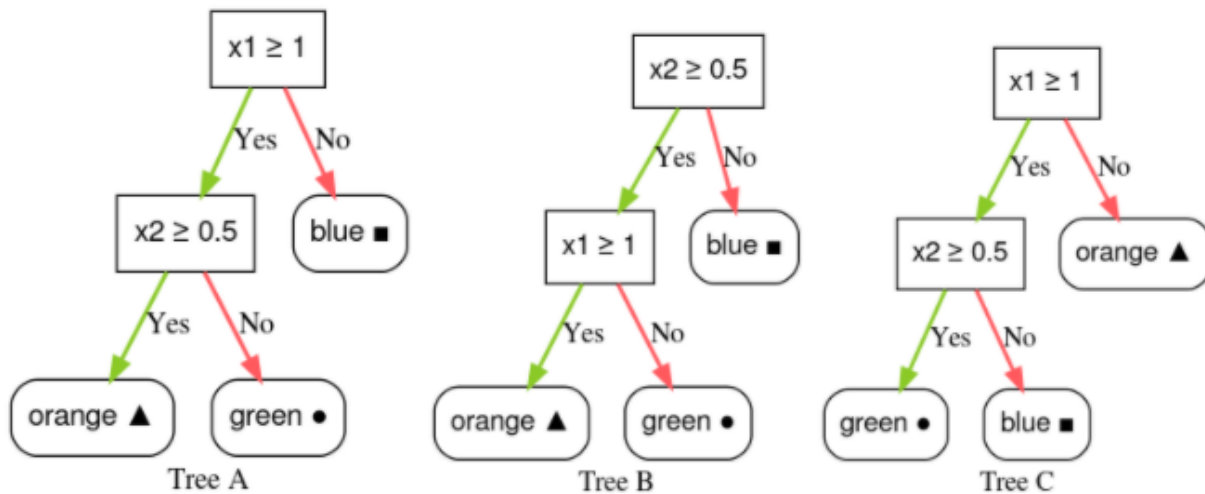 x1 ≥ 1
Yes
No
x2 ≥ 0.5
blue ■
Yes
No
orange ▲
green ●
Tree A
x2 ≥ 0.5
Yes
No
x1 ≥ 1
blue ■
Yes
No
orange ▲
green ●
Tree B
x1 ≥ 1
Yes
No
x2 ≥ 0.5
orange ▲
Yes
No
green ●
blue ■
Tree C